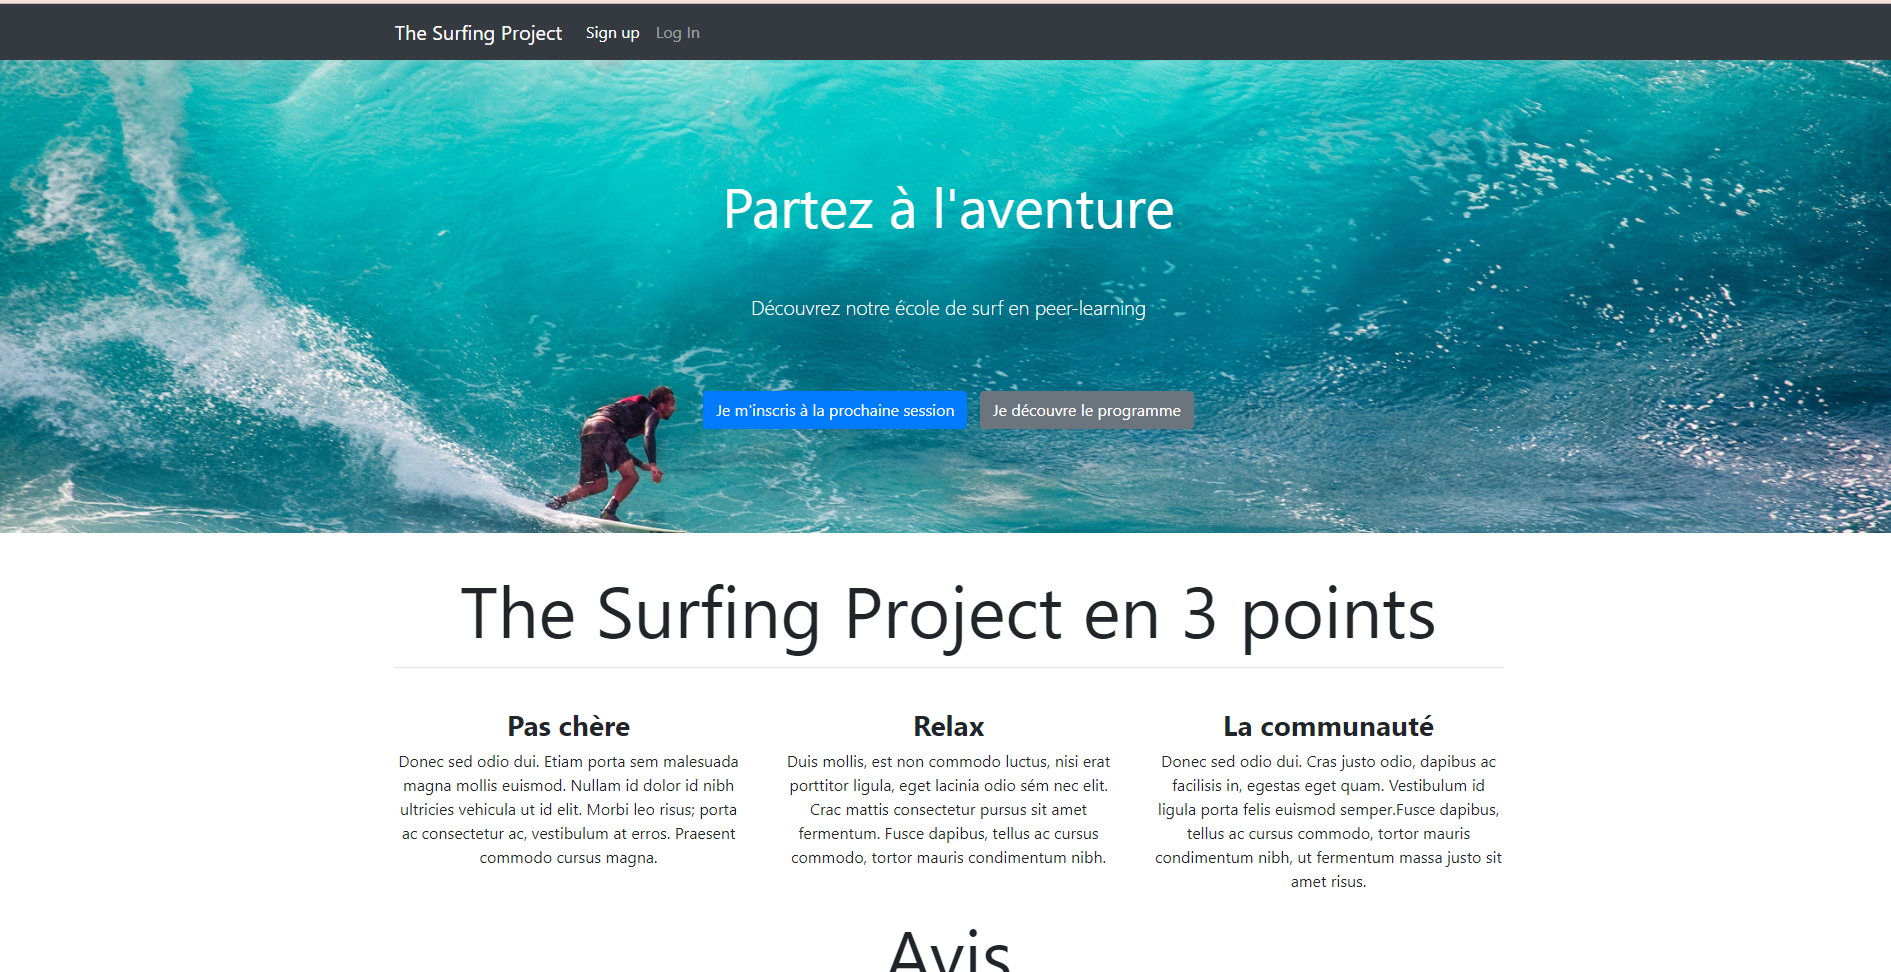 The Surfing Project Sign up Log In
Partez à l'aventure
Découvrez notre école de surf en peer-learning
Je m'inscris à la prochaine session Je découvre le programme
The Surfing Project en 3 points
Pas chère
Donec sed odio dui. Etiam porta sem malesuada
magna mollis euismod. Nullam id dolor id nibh
ultricies vehicula ut id elit. Morbi leo risus; porta
ac consectetur ac, vestibulum at erros. Praesent
commodo cursus magna.
Relax
Duis mollis, est non commodo luctus, nisi erat
porttitor ligula, eget lacinia odio sém nec elit.
Crac mattis consectetur pursus sit amet
fermentum. Fusce dapibus, tellus ac cursus
commodo, tortor mauris condimentum nibh.
La communauté
Donec sed odio dui. Cras justo odio, dapibus ac
facilisis in, egestas eget quam. Vestibulum id
ligula porta felis euismod semper.Fusce dapibus,
tellus ac cursus commodo, tortor mauris
condimentum nibh, ut fermentum massa justo sit
amet risus.
Avis